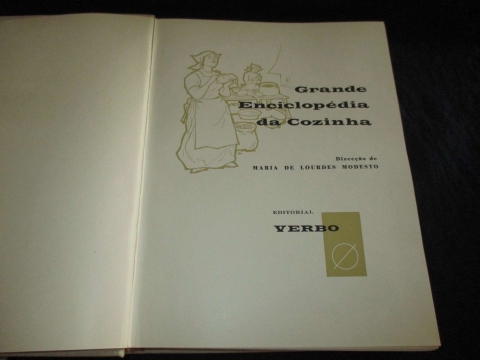 Grande
Enciclopédia
da Cozinha
Direcção de
MARIA DE LOURDES MODESTO
EDITORIAL
VERBO